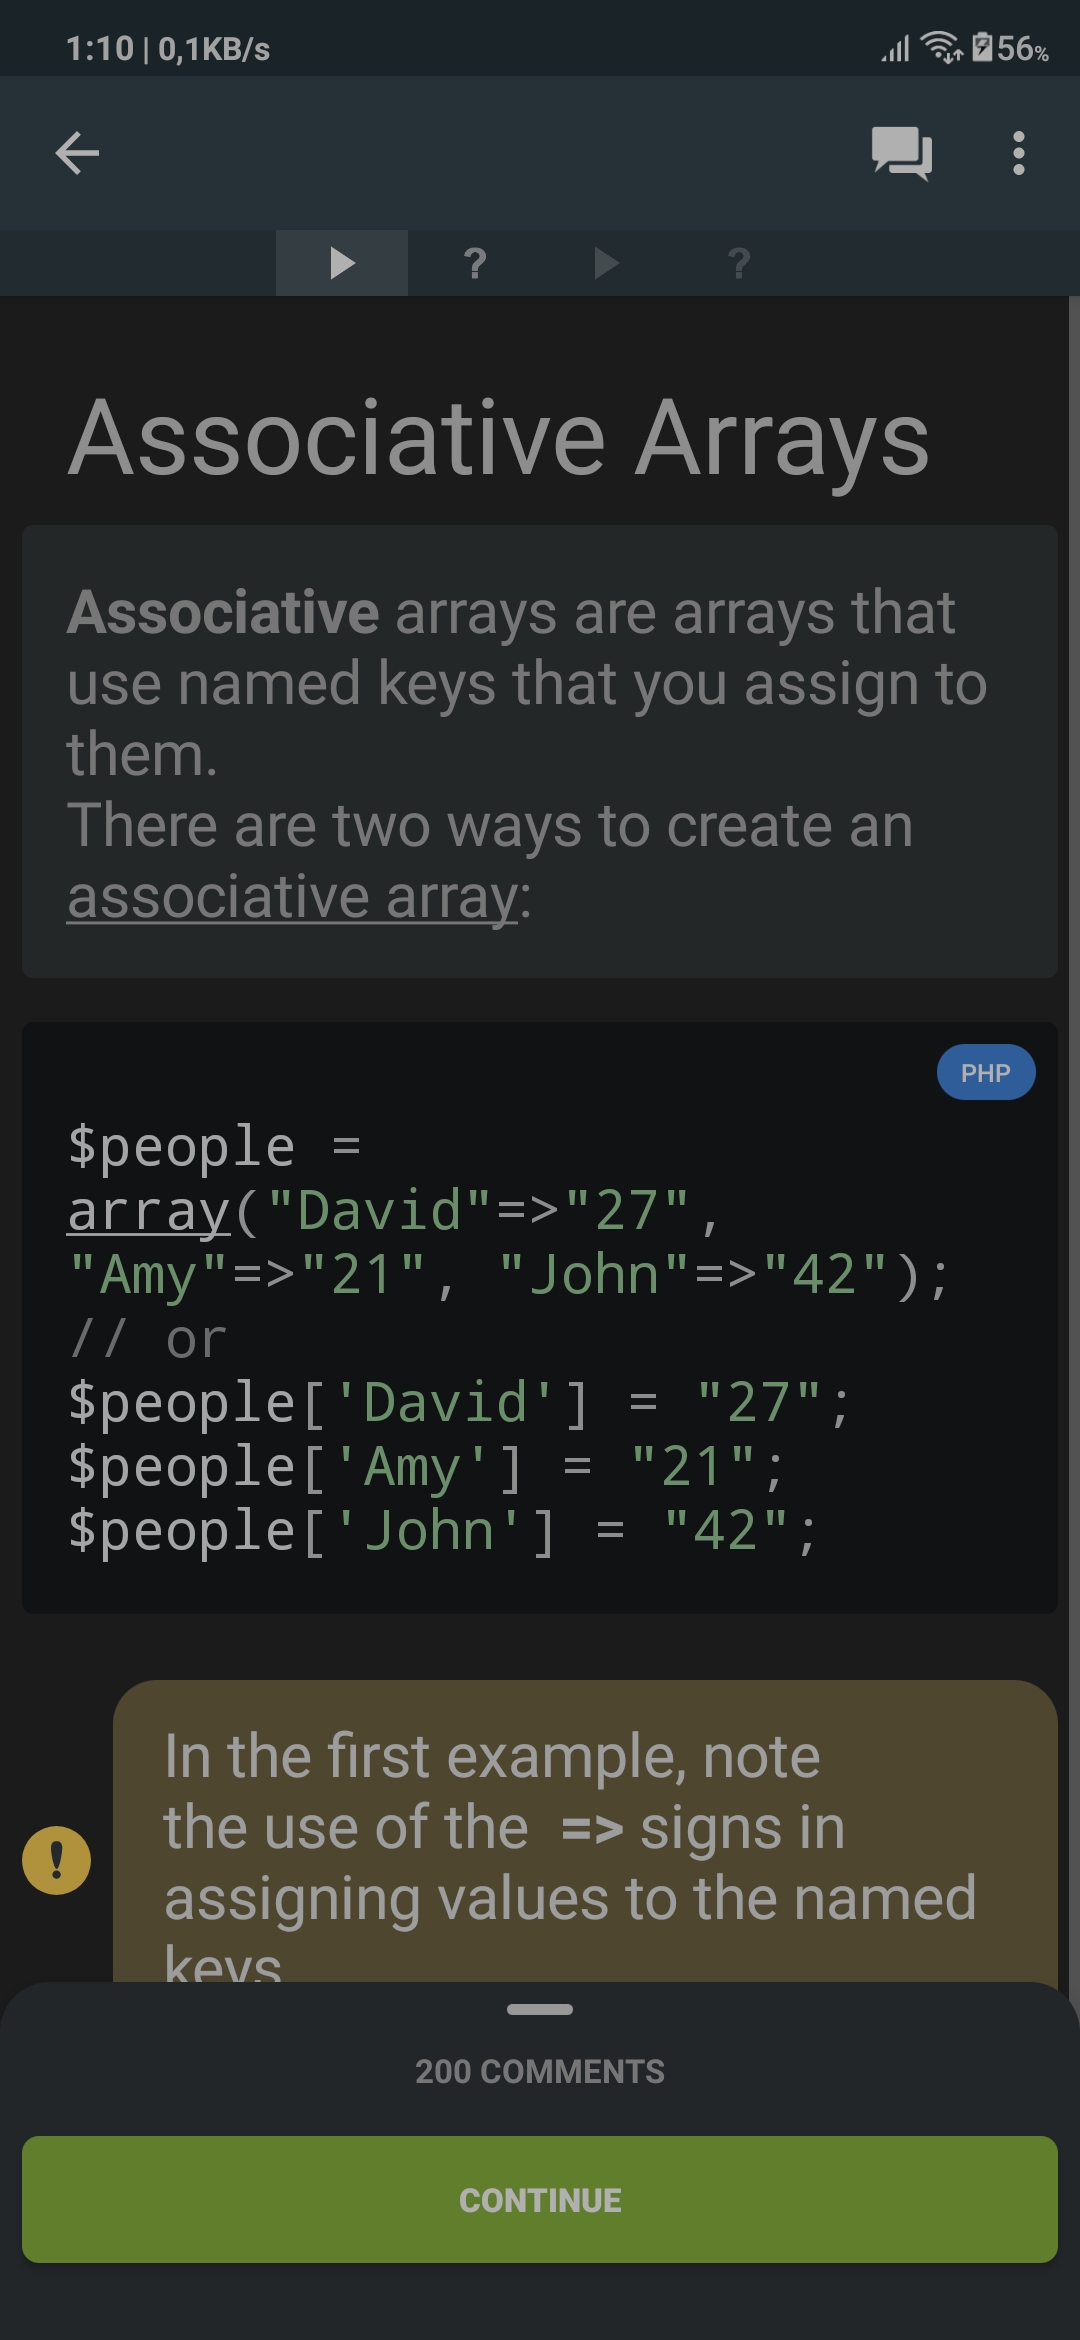 1:10 | 0,1KB/s 56%
? ?
Associative Arrays
Associative arrays are arrays that
use named keys that you assign to
them.
There are two ways to create an
associative array:
PHP
$people =
array("David"=>"27",
"Amy"=>"21", "John"=>"42");
// or
$people['David'] = "27";
$people['Amy'] = "21";
$people['John'] = "42";
In the first example, note
the use of the => signs in
assigning values to the named
keys
200 COMMENTS
CONTINUE